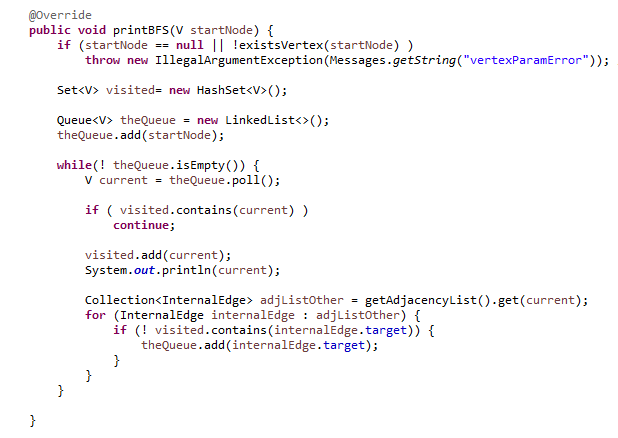 @Override
public void printBFS(V startNode) {
    if (startNode == null || !existsVertex(startNode) )
        throw new IllegalArgumentException(Messages.getString("vertexParamError"));
    Set<V> visited= new HashSet<V>();
    Queue<V> theQueue = new LinkedList<>();
    theQueue.add(startNode);
    while(! theQueue.isEmpty()) {
        V current = theQueue.poll();
        if ( visited.contains(current) )
            continue;
        visited.add(current);
        System.out.println(current);
        Collection<InternalEdge> adjListOther = getAdjacencyList().get(current);
        for (InternalEdge internalEdge : adjListOther) {
            if (! visited.contains(internalEdge.target)) {
                theQueue.add(internalEdge.target);
            }
        }
    }
}